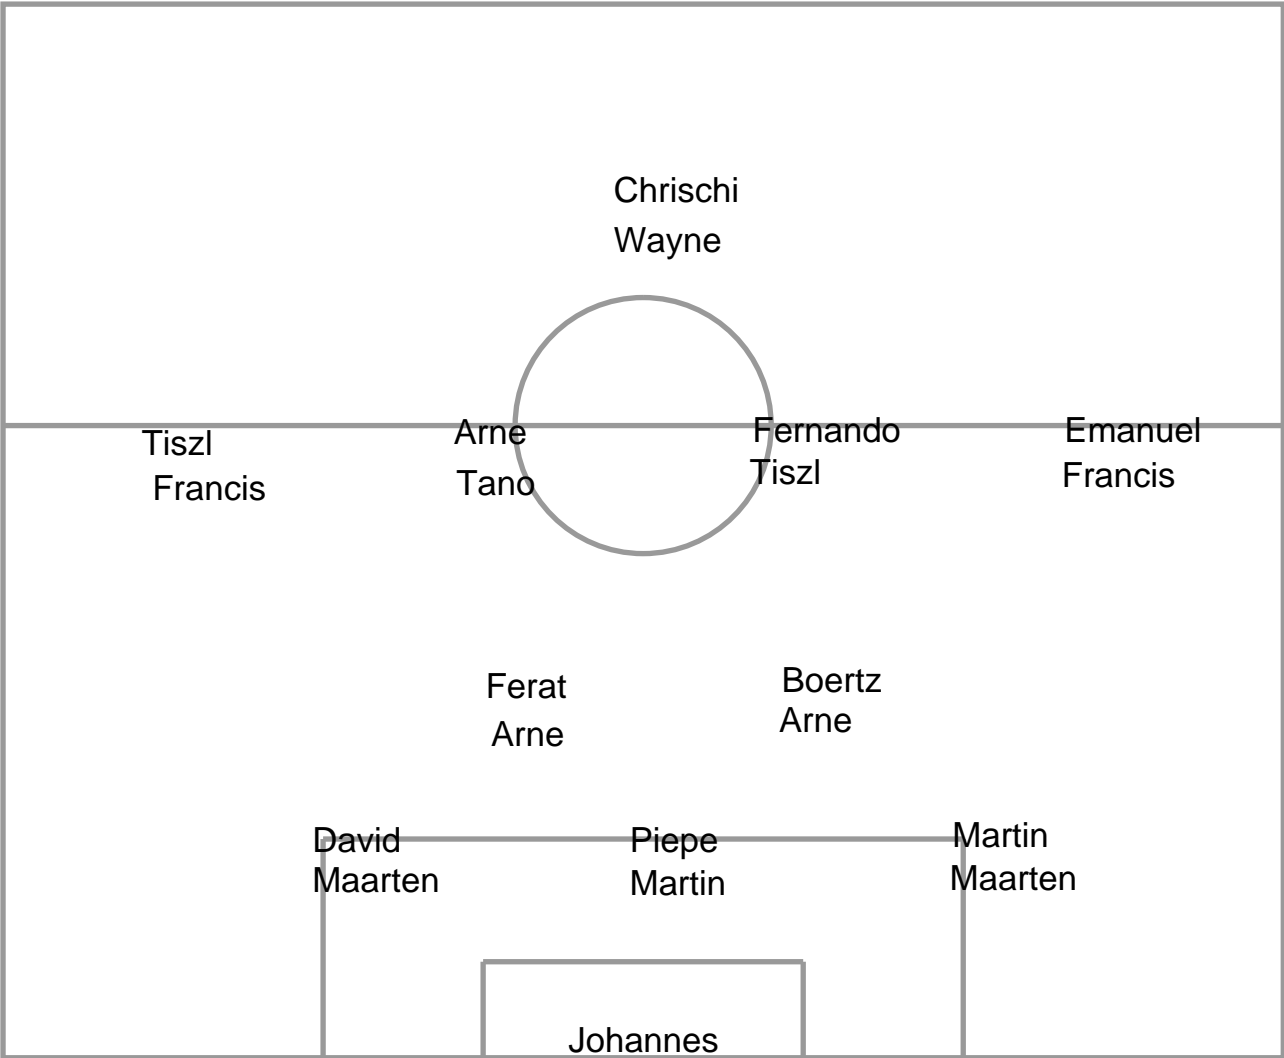 Chrischi
Wayne
Tiszl
Francis
Arne
Tano
Fernando
Tiszl
Emanuel
Francis
Ferat
Arne
Boertz
Arne
David
Maarten
Piepe
Martin
Martin
Maarten
Johannes